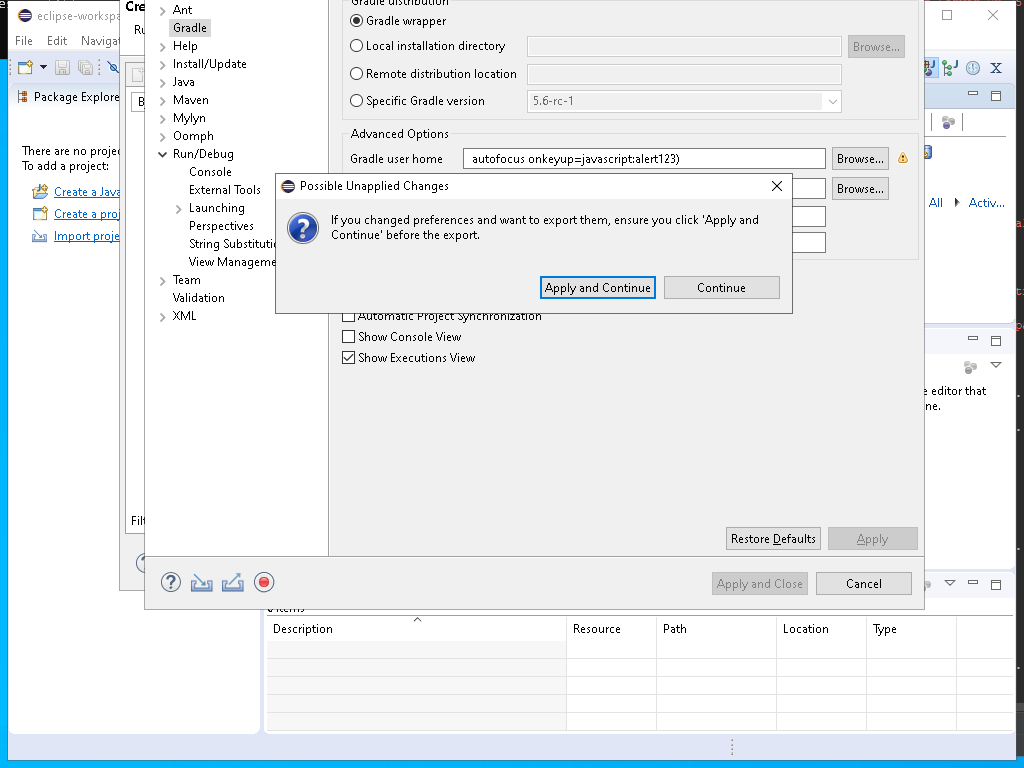 eclipse-workspa
Cre
File Edit Navigat
Ru
Package Explore
B
There are no projec
To add a project:
Create a Java
Create a proj
Import proje
Filt
Ant
Gradle
Help
Install/Update
Java
Maven
Mylyn
Oomph
Run/Debug
Console
External Tools
Launching
Perspectives
String Substitutio
View Manageme
Team
Validation
XML
Gradle distribution
Gradle wrapper
Local installation directory
Browse...
Remote distribution location
Specific Gradle version
5.6-rc-1
Advanced Options
Gradle user home
autofocus onkeyup=javascript:alert123)
Browse...
Browse...
Possible Unapplied Changes
If you changed preferences and want to export them, ensure you click 'Apply and
Continue' before the export.
Apply and Continue
Continue
Automatic Project Synchronization
Show Console View
Show Executions View
Restore Defaults
Apply
Apply and Close
Cancel
All
Activ...
e editor that
ne.
items
Description
Resource
Path
Location
Type